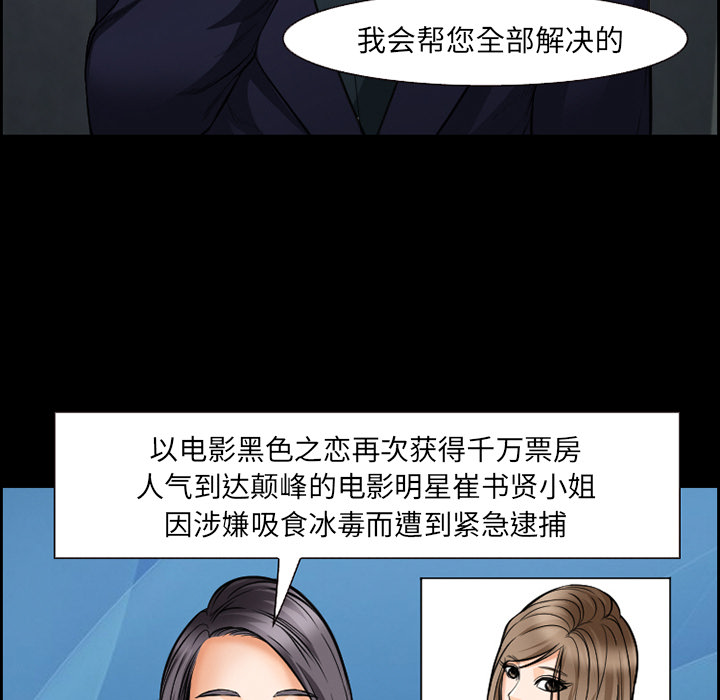 我会帮您全部解决的
以电影黑色之恋再次获得千万票房
人气到达颠峰的电影明星崔书贤小姐
因涉嫌吸食冰毒而遭到紧急逮捕